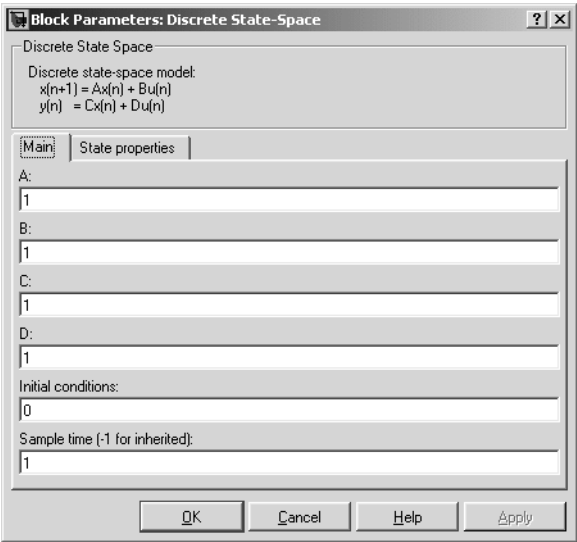 Block Parameters: Discrete State-Space
Discrete State Space
Discrete state-space model:
x(n+1) = Ax(n) + Bu(n)
y(n) = Cx(n) + Du(n)
Main State properties
A:
1
B:
1
C:
1
D:
1
Initial conditions:
0
Sample time (-1 for inherited):
1
OK Cancel Help Apply